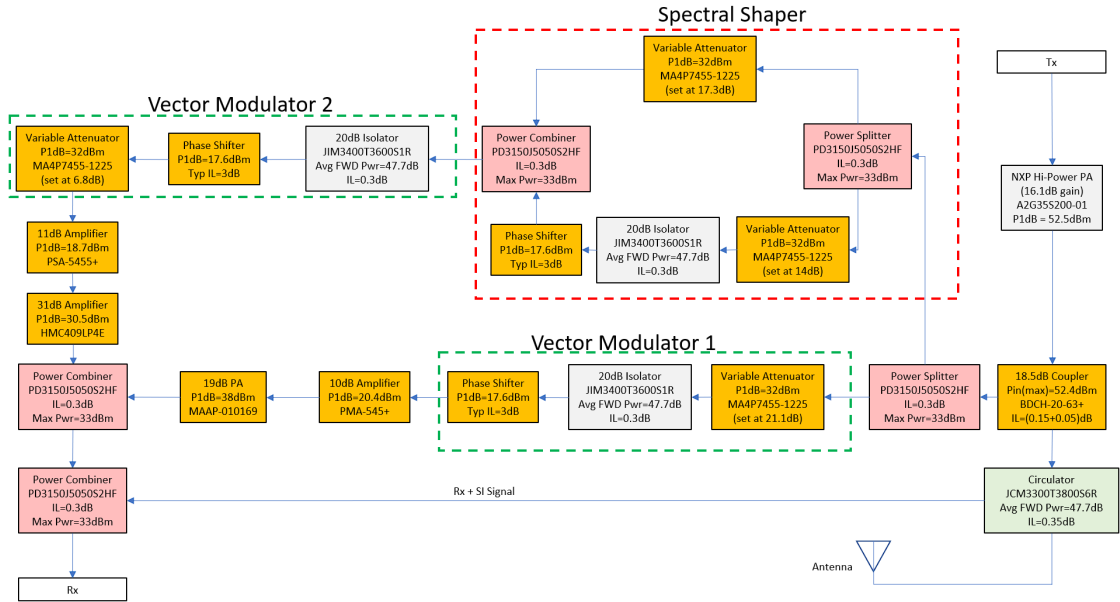 Spectral Shaper
Variable Attenuator
P1dB=32dBm
MA4P7455-1225
(set at 17.3dB)
Tx
Vector Modulator 2
Variable Attenuator
P1dB=32dBm
MA4P7455-1225
(set at 6.8dB)
Phase Shifter
P1dB=17.6dBm
Typ IL=3dB
20dB Isolator
JIM3400T3600S1R
Avg FWD Pwr=47.7dB
IL=0.3dB
Power Combiner
PD3150J5050S2HF
IL=0.3dB
Max Pwr=33dBm
Power Splitter
PD3150J5050S2HF
IL=0.3dB
Max Pwr=33dBm
NXP Hi-Power PA
(16.1dB gain)
A2G35S200-01
P1dB = 52.5dBm
11dB Amplifier
P1dB=18.7dBm
PSA-5455+
Phase Shifter
P1dB=17.6dBm
Typ IL=3dB
20dB Isolator
JIM3400T3600S1R
Avg FWD Pwr=47.7dB
IL=0.3dB
Variable Attenuator
P1dB=32dBm
MA4P7455-1225
(set at 14dB)
31dB Amplifier
P1dB=30.5dBm
HMC409LP4E
Vector Modulator 1
Power Combiner
PD3150J5050S2HF
IL=0.3dB
Max Pwr=33dBm
19dB PA
P1dB=38dBm
MAAP-010169
10dB Amplifier
P1dB=20.4dBm
PMA-545+
Phase Shifter
P1dB=17.6dBm
Typ IL=3dB
20dB Isolator
JIM3400T3600S1R
Avg FWD Pwr=47.7dB
IL=0.3dB
Variable Attenuator
P1dB=32dBm
MA4P7455-1225
(set at 21.1dB)
Power Splitter
PD3150J5050S2HF
IL=0.3dB
Max Pwr=33dBm
18.5dB Coupler
Pin(max)=52.4dBm
BDCH-20-63+
IL=(0.15+0.05)dB
Power Combiner
PD3150J5050S2HF
IL=0.3dB
Max Pwr=33dBm
Rx + SI Signal
Circulator
JCM3300T3800S6R
Avg FWD Pwr=47.7dB
IL=0.35dB
Antenna
Rx